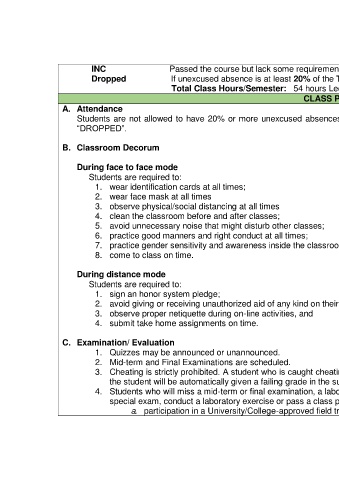 INC Passed the course but lack some requiremen
Dropped If unexcused absence is at least 20% of the T
Total Class Hours/Semester: 54 hours Le
CLASS P
A. Attendance
Students are not allowed to have 20% or more unexcused absences
“DROPPED”.
B. Classroom Decorum
During face to face mode
Students are required to:
1. wear identification cards at all times;
2. wear face mask at all times
3. observe physical/social distancing at all times
4. clean the classroom before and after classes;
5. avoid unnecessary noise that might disturb other classes;
6. practice good manners and right conduct at all times;
7. practice gender sensitivity and awareness inside the classroo
8. come to class on time.
During distance mode
Students are required to:
1. sign an honor system pledge;
2. avoid giving or receiving unauthorized aid of any kind on their
3. observe proper netiquette during on-line activities, and
4. submit take home assignments on time.
C. Examination/ Evaluation
1. Quizzes may be announced or unannounced.
2. Mid-term and Final Examinations are scheduled.
3. Cheating is strictly prohibited. A student who is caught cheati
the student will be automatically given a failing grade in the su
4. Students who will miss a mid-term or final examination, a labo
special exam, conduct a laboratory exercise or pass a class p
a. participation in a University/College-approved field tr